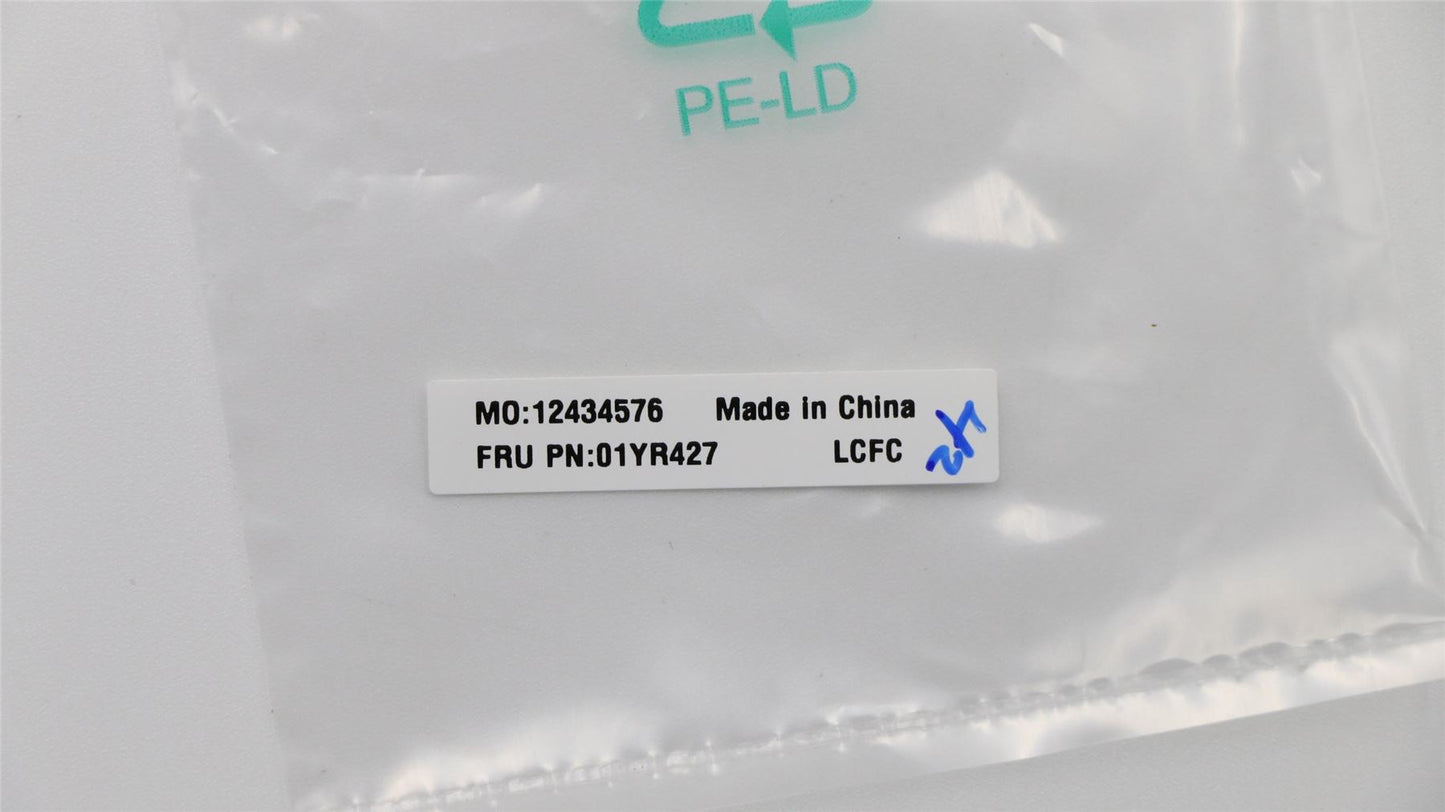 PE-LD
MO:12434576 Made in China
FRU PN:01YR427 LCFC